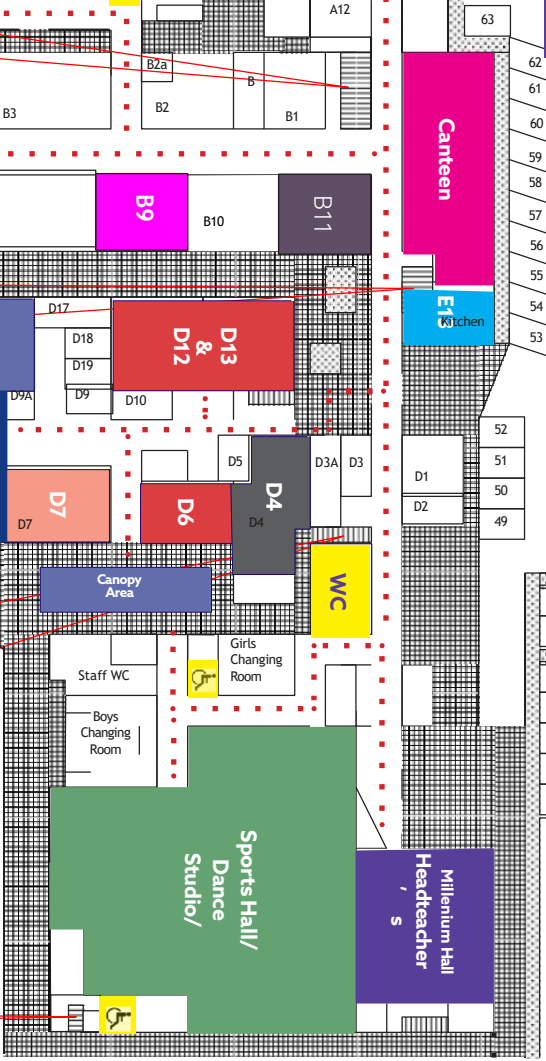 A12
63
B2a
B
B2
B1
B3
62
61
60
59
58
57
56
55
54
53
Canteen
B9
B10
B11
E18
Kitchen
D17
D18
D19
D9
D9A
D10
D12
&
D13
52
51
50
49
D5
D3A
D3
D1
D2
D7
D7
D6
D4
D4
Canopy
Area
WC
Girls
Changing
Room
Staff WC
Boys
Changing
Room
Sports Hall/
Dance
Studio/
Millenium Hall
Headteacher
' s